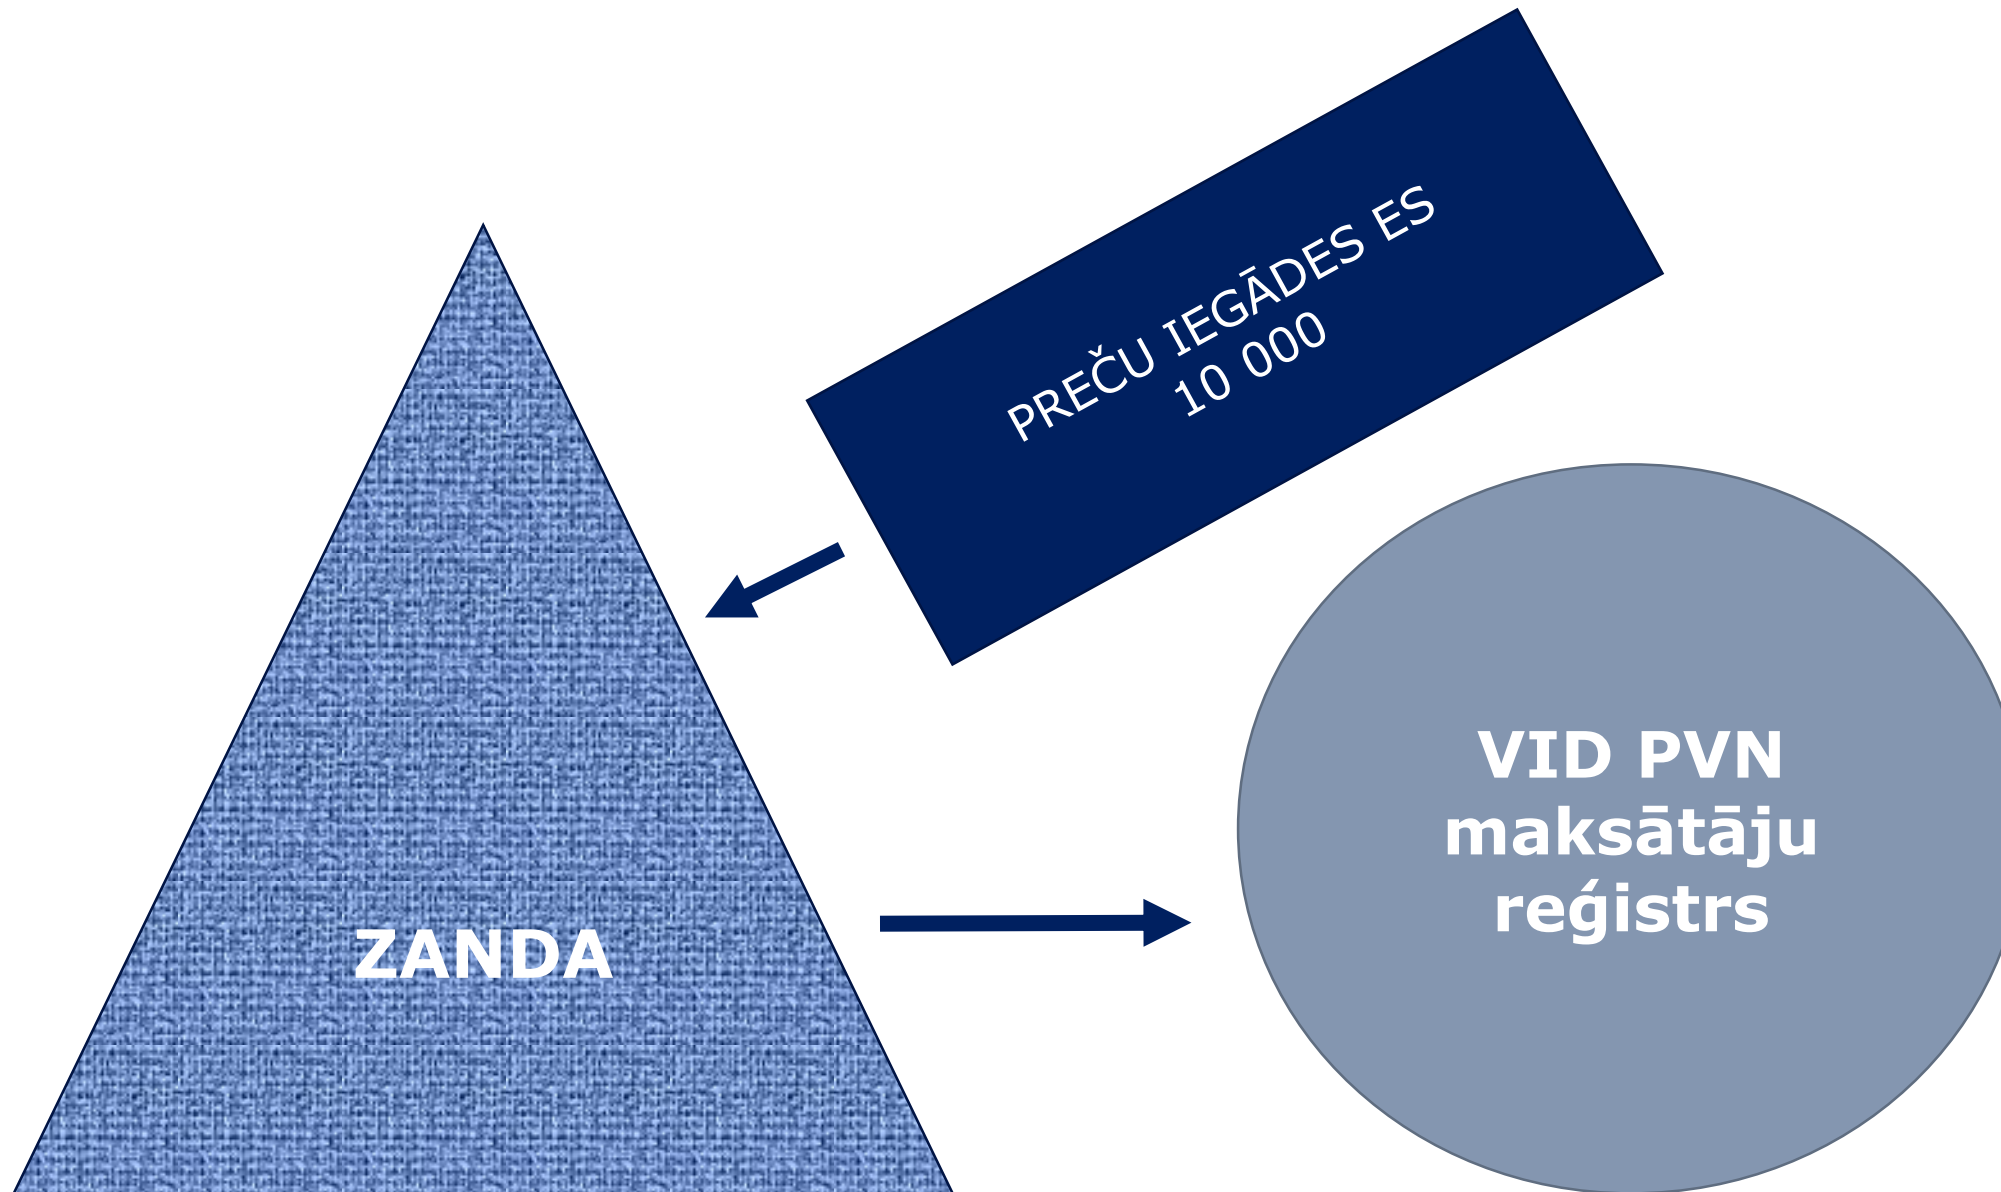 PREČU IEGĀDES ES
10 000
VID PVN
maksātāju
reģistrs
ZANDA